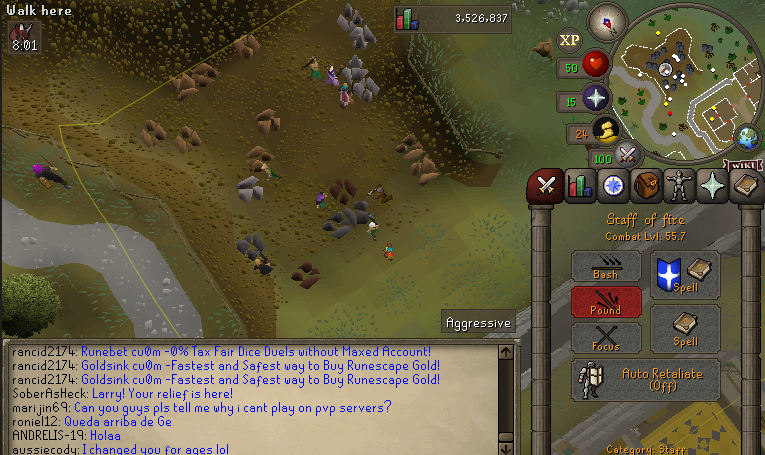 Walk here
3,526,837
8:01
XP
50
15
24
100
WIKI
Staff of fire
Combat Lvl: 55.7
Bash
Spell
Pound
Spell
Focus
Aggressive
Auto Retaliate
(Off)
Category: Staff
rancid2174: Runebet cu0m -0% Tax Fair Dice Duels without Maxed Account!
rancid2174: Goldsink cu0m -Fastest and Safest way to Buy Runescape Gold!
rancid2174: Goldsink cu0m -Fastest and Safest way to Buy Runescape Gold!
SoberAsHeck: Larry! Your relief is here!
marijin69: Can you guys pls tell me why i cant play on pvp servers?
roniel12: Queda arriba de Ge
ANDRELIS-19: Holaa
aussiecody: I changed you for ages lol